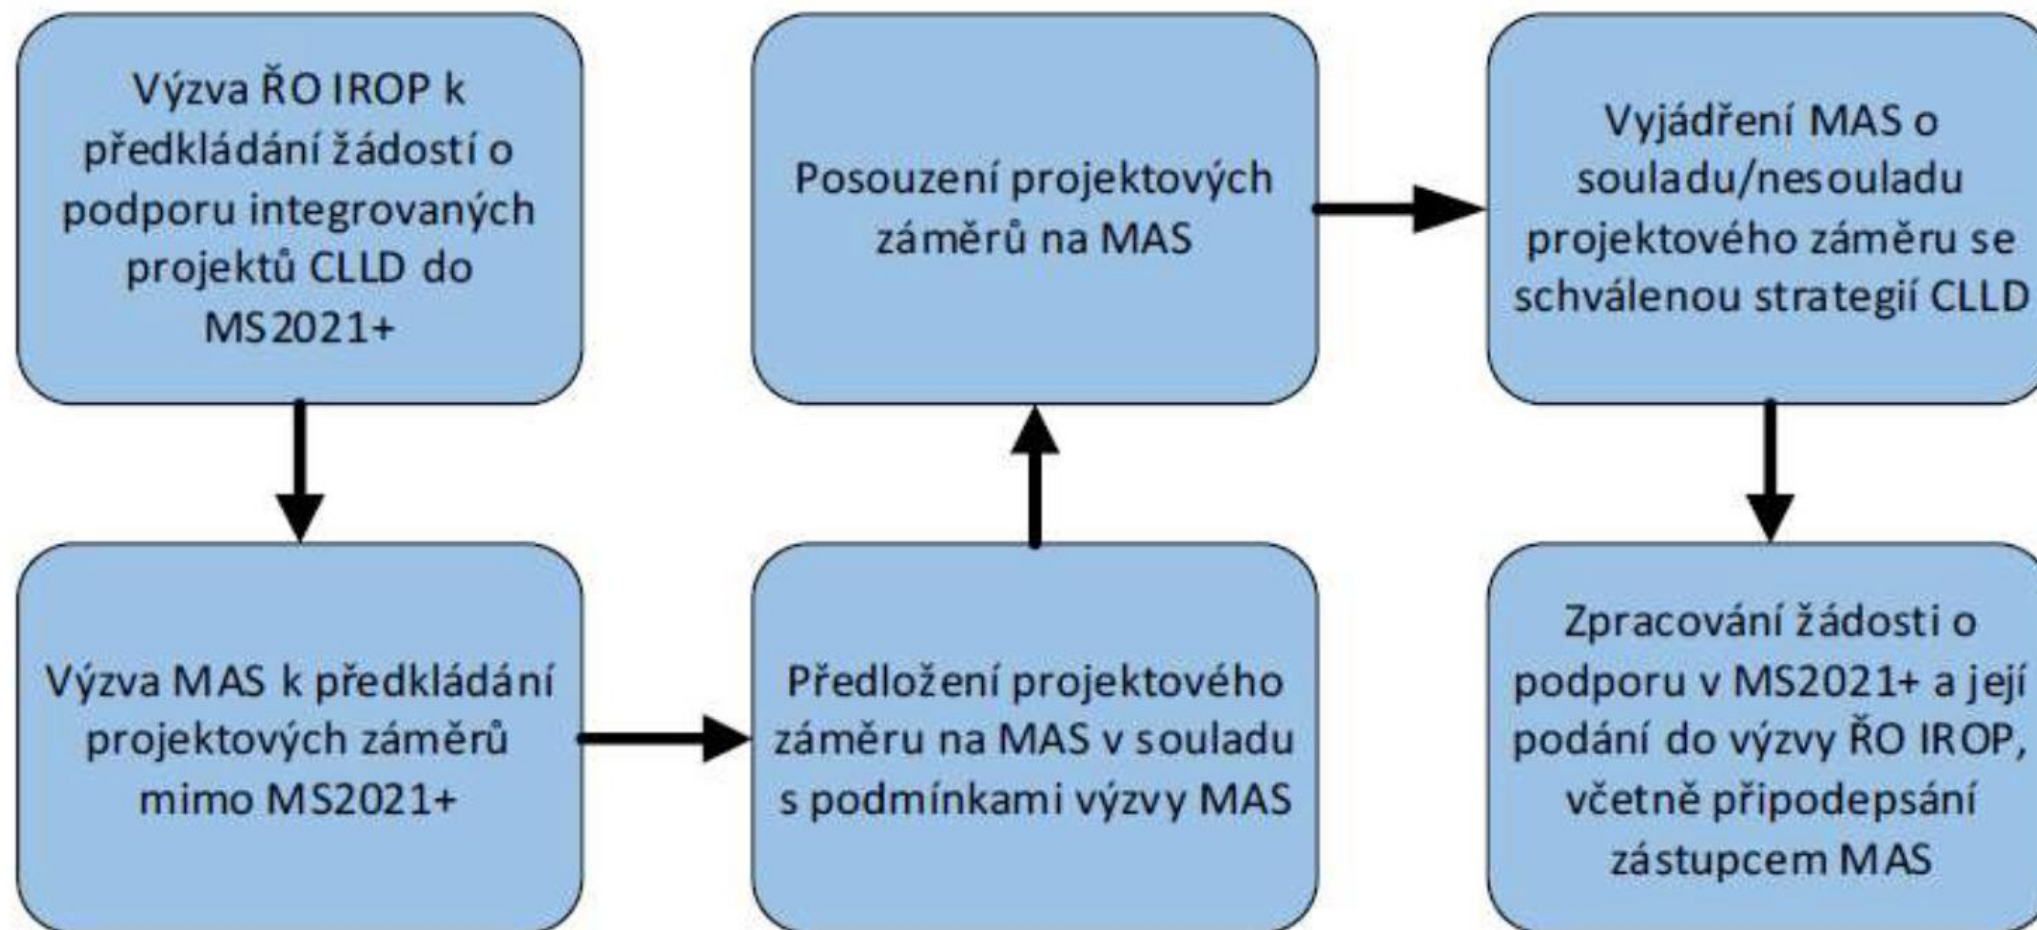 Výzva ŘO IROP k
předkládání žádostí o
podporu integrovaných
projektů CLLD do
MS2021+
Výzva MAS k předkládání
projektových záměrů
mimo MS2021+
Předložení projektového
záměru na MAS v souladu
s podmínkami výzvy MAS
Posouzení projektových
záměrů na MAS
Vyjádření MAS o
souladu/nesouladu
projektového záměru se
schválenou strategií CLLD
Zpracování žádosti o
podporu v MS2021+ a její
podání do výzvy ŘO IROP,
včetně připodepsání
zástupcem MAS